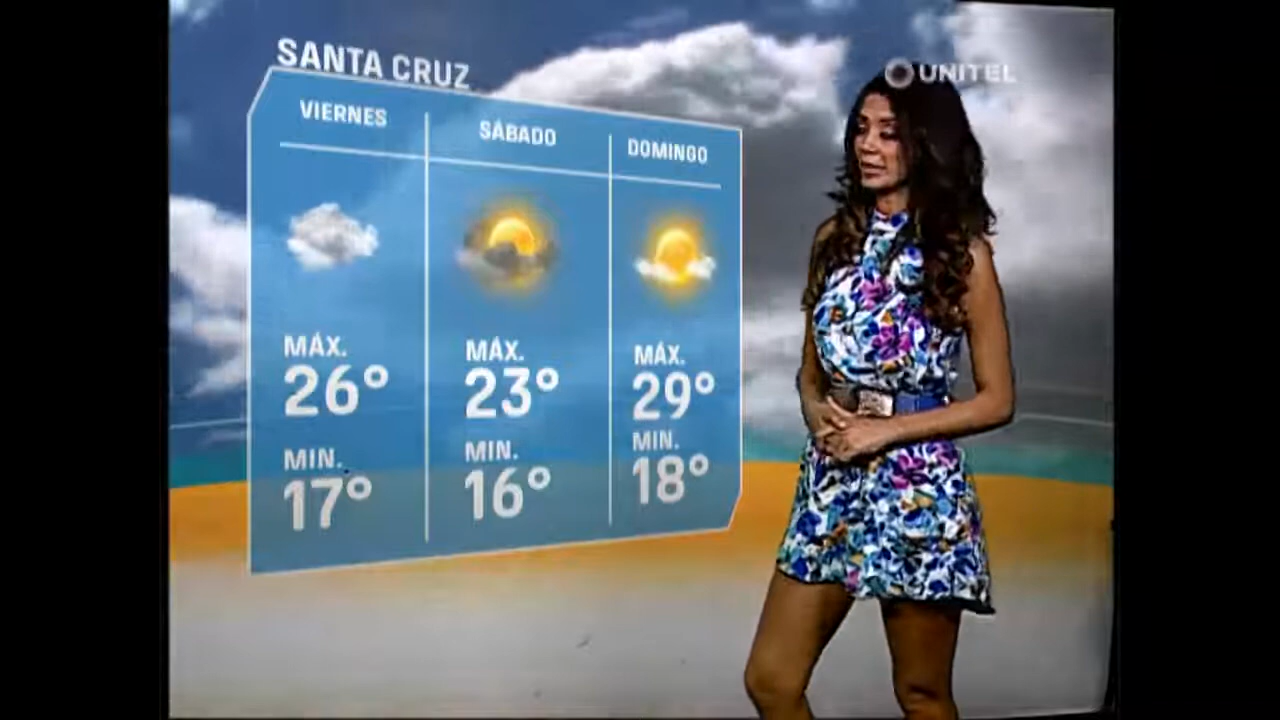 SANTA CRUZ
UNITEL
VIERNES
SÁBADO
DOMINGO
MÁX.
26°
MÁX.
23°
MÁX.
29°
MIN.
17°
MIN.
16°
MIN.
18°